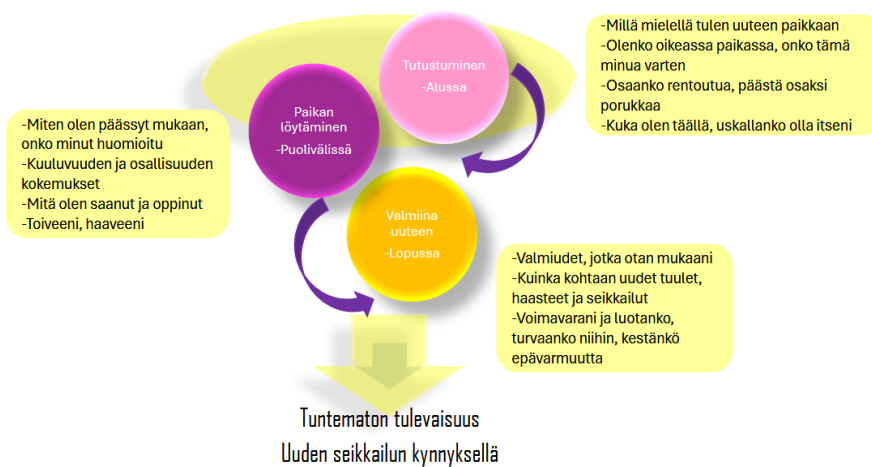 Tutustuminen
-Alussa
-Millä mielellä tulen uuteen paikkaan
-Olenko oikeassa paikassa, onko tämä
minua varten
-Osaanko rentoutua, päästä osaksi
porukkaa
-Kuka olen täällä, uskallanko olla itseni
Paikan
löytäminen
-Puolivälissä
-Miten olen päässyt mukaan,
onko minut huomioitu
-Kuuluvuuden ja osallisuuden
kokemukset
-Mitä olen saanut ja oppinut
-Toiveeni, haaveeni
Valmiina
uuteen
-Lopussa
-Valmiudet, jotka otan mukaani
-Kuinka kohtaan uudet tuulet,
haasteet ja seikkailut
-Voimavarani ja luotanko,
turvaanko niihin, kestänkö
epävarmuutta
Tuntematon tulevaisuus
Uuden seikkailun kynnyksellä